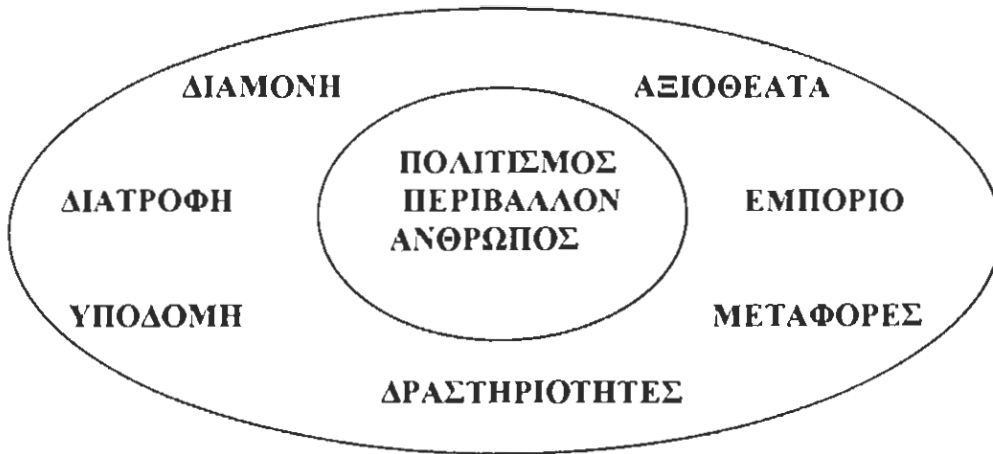 ΔΙΑΜΟΝΗ
ΑΞΙΟΘΕΑΤΑ
ΠΟΛΙΤΙΣΜΟΣ
ΠΕΡΙΒΑΛΛΟΝ
ΑΝΘΡΩΠΟΣ
ΔΙΑΤΡΟΦΗ
ΕΜΠΟΡΙΟ
ΥΠΟΔΟΜΗ
ΜΕΤΑΦΟΡΕΣ
ΔΡΑΣΤΗΡΙΟΤΗΤΕΣ